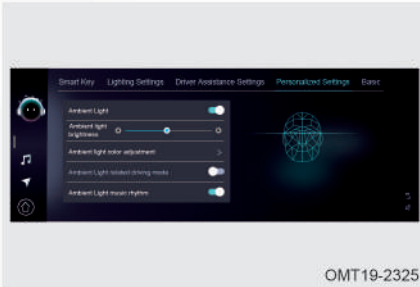 Smart Key Lighting Settings Driver Assistance Settings Personalized Settings Basic
Ambient Light
Ambient light
brightness
Ambient light color adjustment
Ambient Light related driving mode
Ambient Light music rhythm
OMT19-2325